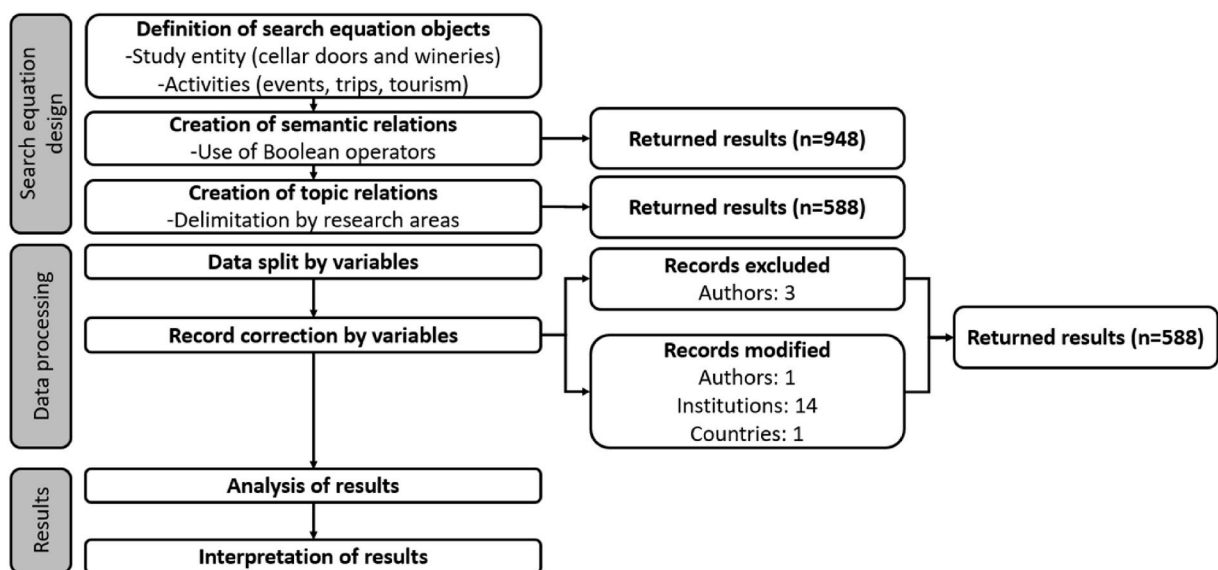 Search equation design
Definition of search equation objects
-Study entity (cellar doors and wineries)
-Activities (events, trips, tourism)
Creation of semantic relations
-Use of Boolean operators
Returned results (n=948)
Creation of topic relations
-Delimitation by research areas
Returned results (n=588)
Data processing
Data split by variables
Record correction by variables
Records excluded
Authors: 3
Records modified
Authors: 1
Institutions: 14
Countries: 1
Returned results (n=588)
Results
Analysis of results
Interpretation of results